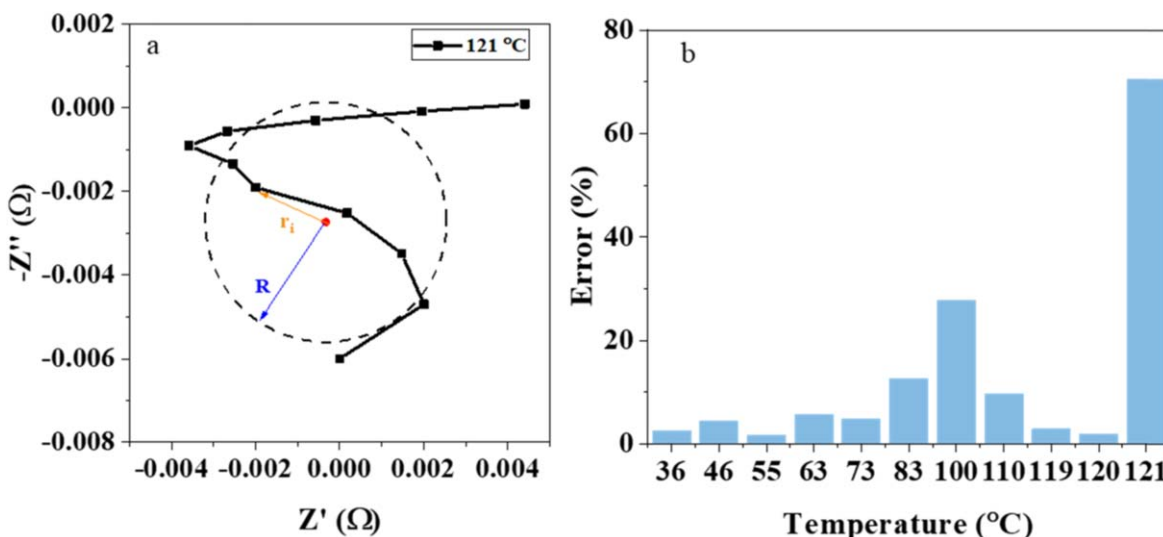 a
121 °C
0.002
0.000
-0.002
-0.004
-0.006
-0.008
-Z'' (Ω)
r_i
R
-0.004 -0.002 0.000 0.002 0.004
Z' (Ω)
b
80
60
40
20
0
Error (%)
36 46 55 63 73 83 100 110 119 120 121
Temperature (°C)